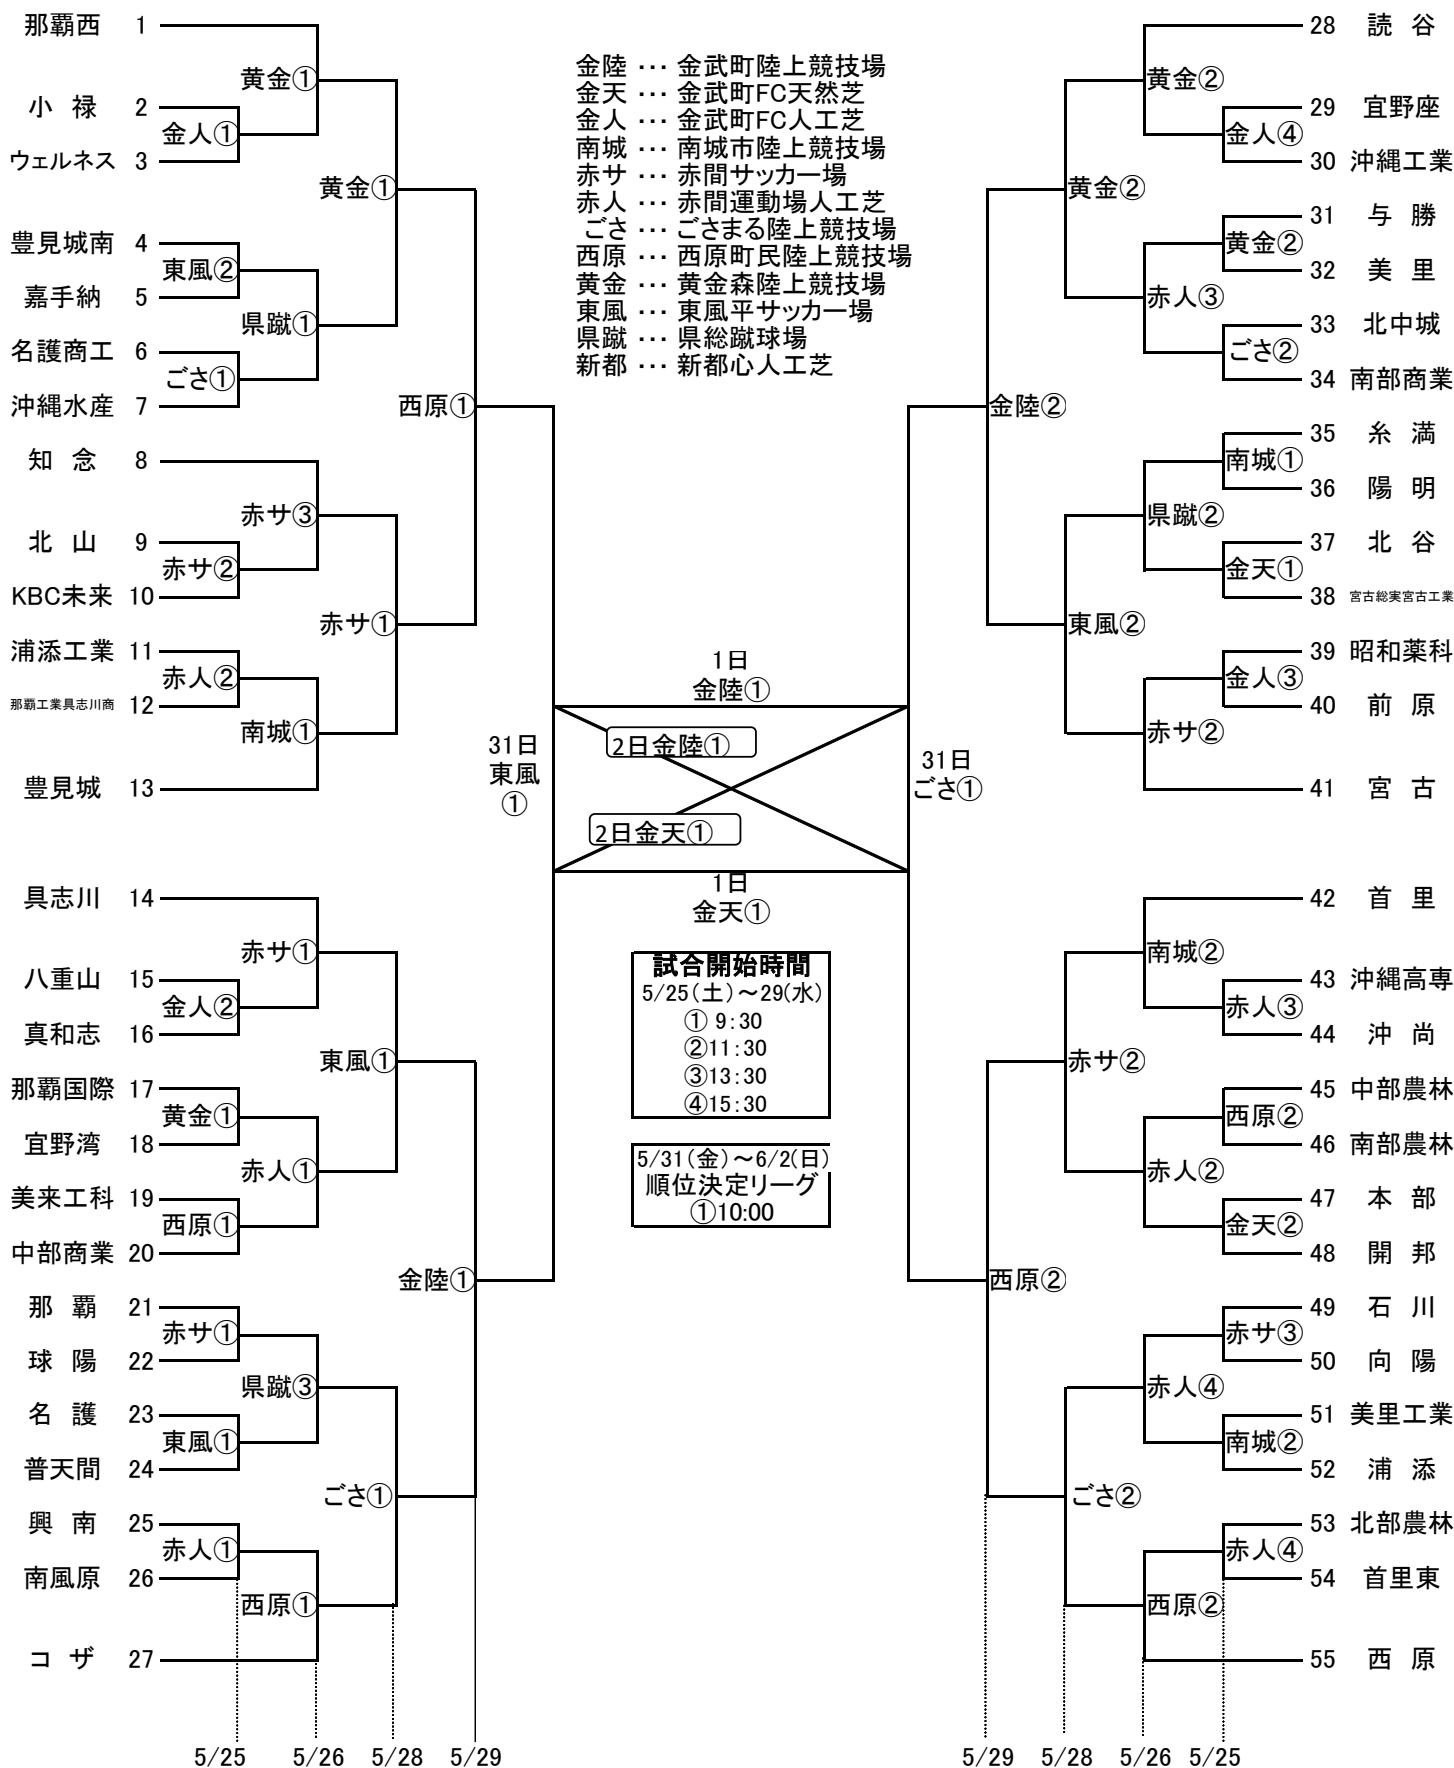 那覇西 1
黄金①
小 禄 2
金人①
ウェルネス 3
黄金①
豊見城南 4
東風②
嘉手納 5
県蹴①
名護商工 6
ごさ①
沖縄水産 7
西原①
知 念 8
赤サ③
北 山 9
赤サ②
KBC未来 10
赤サ①
浦添工業 11
赤人②
那覇工業具志川商 12
南城①
豊見城 13
31日
東風
①
具志川 14
赤サ①
八重山 15
金人②
真和志 16
東風①
那覇国際 17
黄金①
宜野湾 18
赤人①
美来工科 19
西原①
中部商業 20
金陸①
那 覇 21
赤サ①
球 陽 22
県蹴③
名 護 23
東風①
普天間 24
ごさ①
興 南 25
赤人①
南風原 26
西原①
コ ザ 27
5/25 5/26 5/28 5/29
金陸 … 金武町陸上競技場
金天 … 金武町FC天然芝
金人 … 金武町FC人工芝
南城 … 南城市陸上競技場
赤サ … 赤間サッカー場
赤人 … 赤間運動場人工芝
ごさ … ごさまる陸上競技場
西原 … 西原町民陸上競技場
黄金 … 黄金森陸上競技場
東風 … 東風平サッカー場
県蹴 … 県総蹴球場
新都 … 新都心人工芝
1日
金陸①
2日金陸①
2日金天①
1日
金天①
試合開始時間
5/25(土)～29(水)
① 9:30
②11:30
③13:30
④15:30
5/31(金)～6/2(日)
順位決定リーグ
①10:00
28 読 谷
黄金②
29 宜野座
金人④
30 沖縄工業
黄金②
31 与 勝
黄金②
32 美 里
赤人③
33 北中城
ごさ②
34 南部商業
金陸②
35 糸 満
南城①
36 陽 明
県蹴②
37 北 谷
金天①
38 宮古総実宮古工業
東風②
39 昭和薬科
金人③
40 前 原
赤サ②
41 宮 古
31日
ごさ①
42 首 里
南城②
43 沖縄高専
赤人③
44 沖 尚
赤サ②
45 中部農林
西原②
46 南部農林
赤人②
47 本 部
金天②
48 開 邦
西原②
49 石 川
赤サ③
50 向 陽
赤人④
51 美里工業
南城②
52 浦 添
ごさ②
53 北部農林
赤人④
54 首里東
西原②
55 西 原
5/29 5/28 5/26 5/25